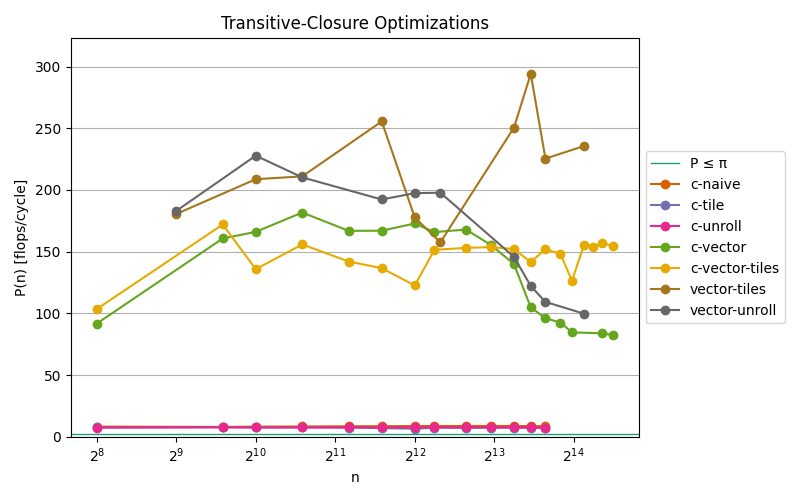 Transitive-Closure Optimizations
P(n) [flops/cycle]
300
250
200
150
100
50
0
2^8 2^9 2^10 2^11 2^12 2^13 2^14
n
P ≤ π
c-naive
c-tile
c-unroll
c-vector
c-vector-tiles
vector-tiles
vector-unroll